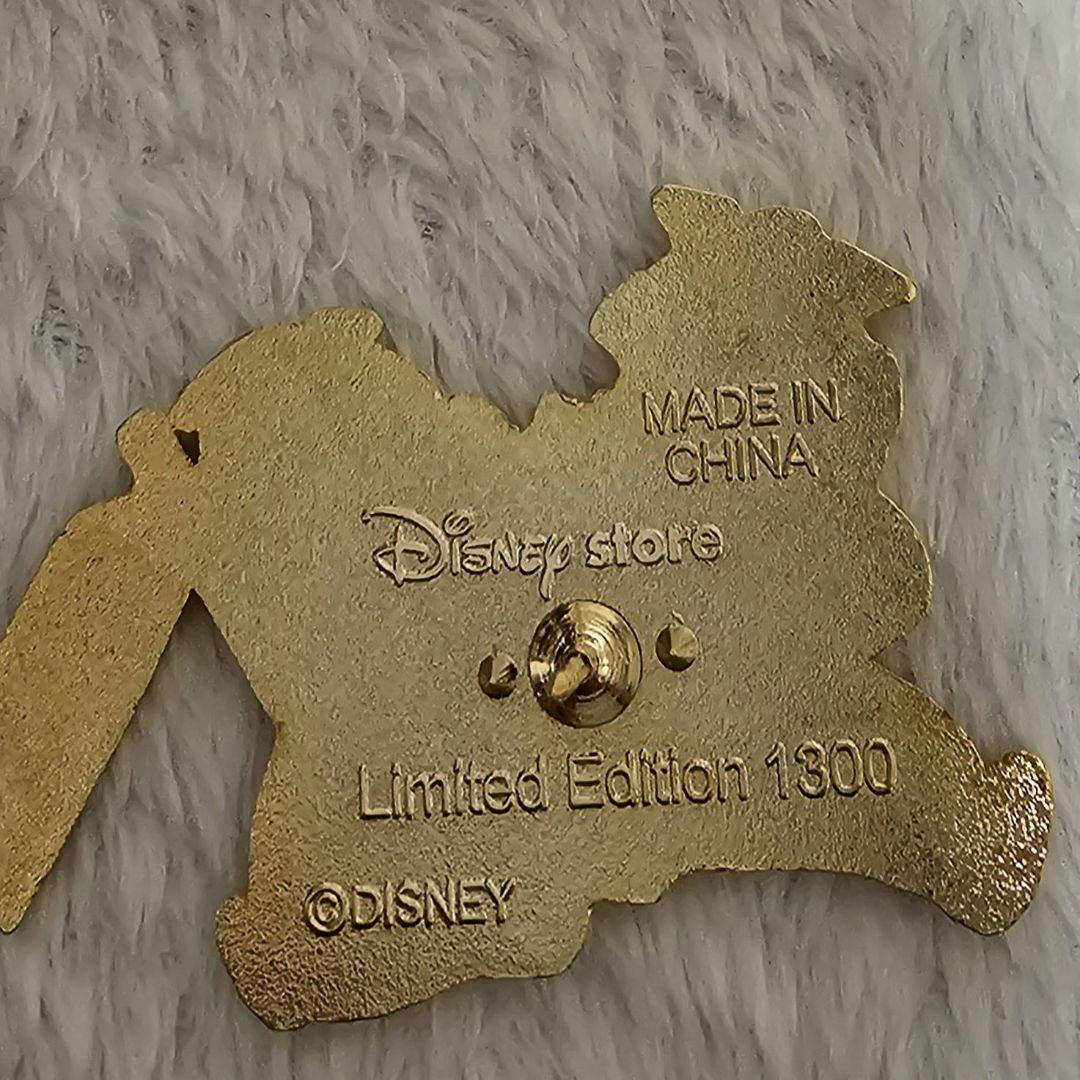 MADE IN
CHINA
Disney store
Limited Edition 1300
©DISNEY